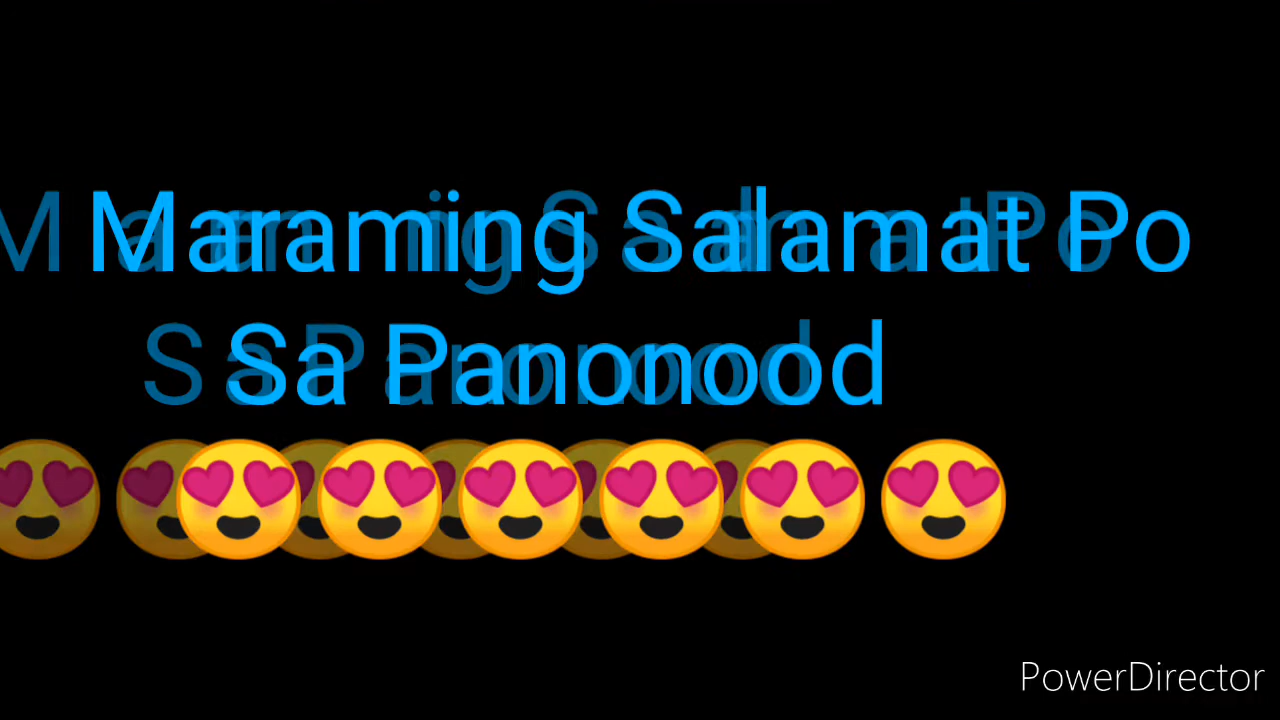 Maraming Salamat Po
Sa Panonood
😍😍😍😍😍😍
PowerDirector